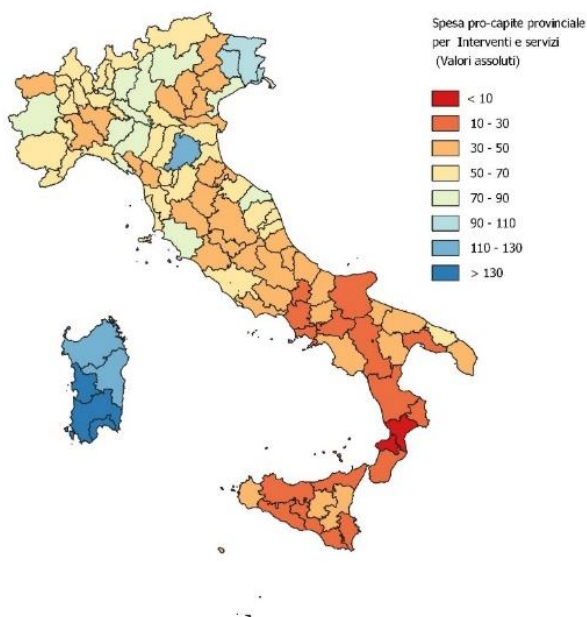 Spesa pro-capite provinciale
per Interventi e servizi
(Valori assoluti)
< 10
10 - 30
30 - 50
50 - 70
70 - 90
90 - 110
110 - 130
> 130